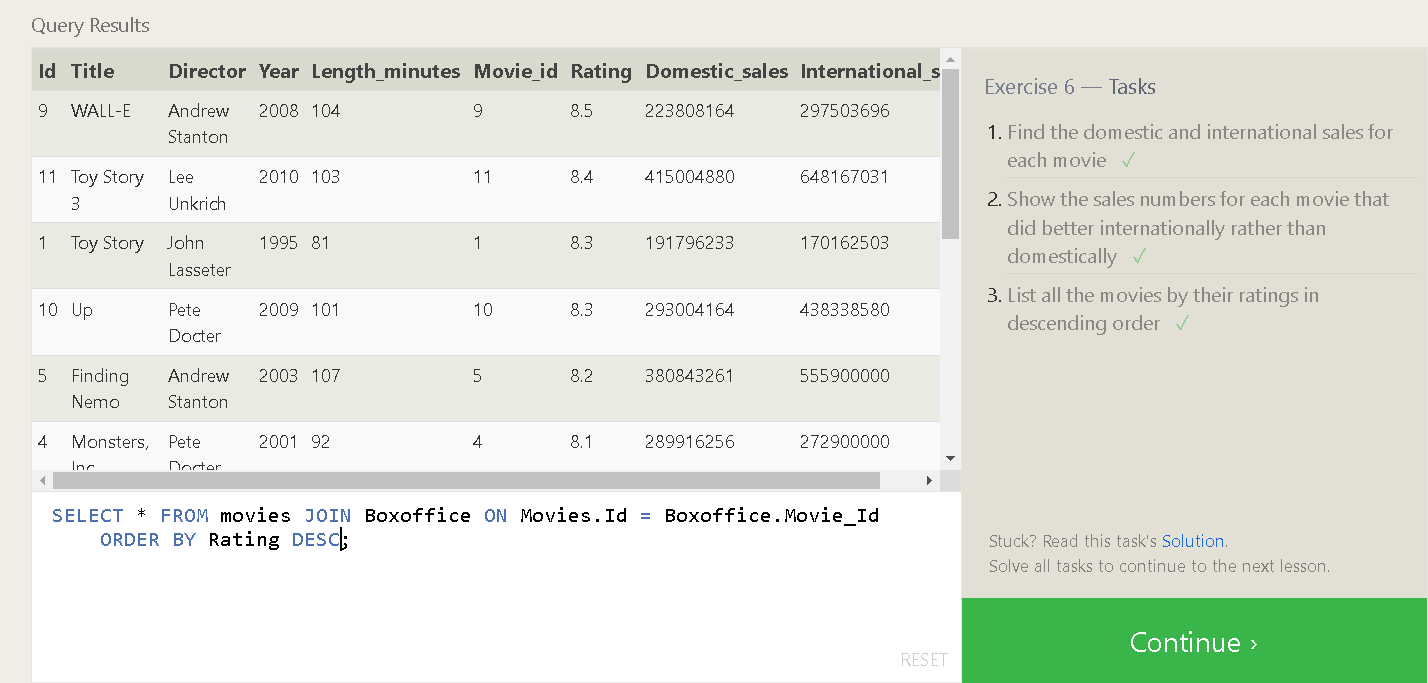 Query Results
Id Title Director Year Length_minutes Movie_id Rating Domestic_sales International_s
9 WALL-E Andrew 2008 104 9 8.5 223808164 297503696
Stanton
11 Toy Story Lee 2010 103 11 8.4 415004880 648167031
3 Unkrich
1 Toy Story John 1995 81 1 8.3 191796233 170162503
Lasseter
10 Up Pete 2009 101 10 8.3 293004164 438338580
Docter
5 Finding Andrew 2003 107 5 8.2 380843261 555900000
Nemo Stanton
4 Monsters, Pete 2001 92 4 8.1 289916256 272900000
Inc. Docter
SELECT * FROM movies JOIN Boxoffice ON Movies.Id = Boxoffice.Movie_Id
ORDER BY Rating DESC;
RESET
Exercise 6 — Tasks
1. Find the domestic and international sales for
each movie ✓
2. Show the sales numbers for each movie that
did better internationally rather than
domestically ✓
3. List all the movies by their ratings in
descending order ✓
Stuck? Read this task's Solution.
Solve all tasks to continue to the next lesson.
Continue ›